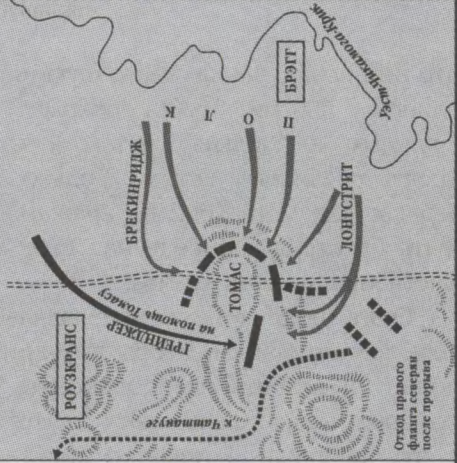 Уэст-Чикамога-Крик
БРЭГГ
ПОЛК
БРЕКИНРИДЖ
ЛОНГСТРИТ
ТОМАС
ГРЕЙНДЖЕР
на помощь Томасу
РОУЗКРАНС
к Чаттануге
Отход правого
фланга северян
после прорыва